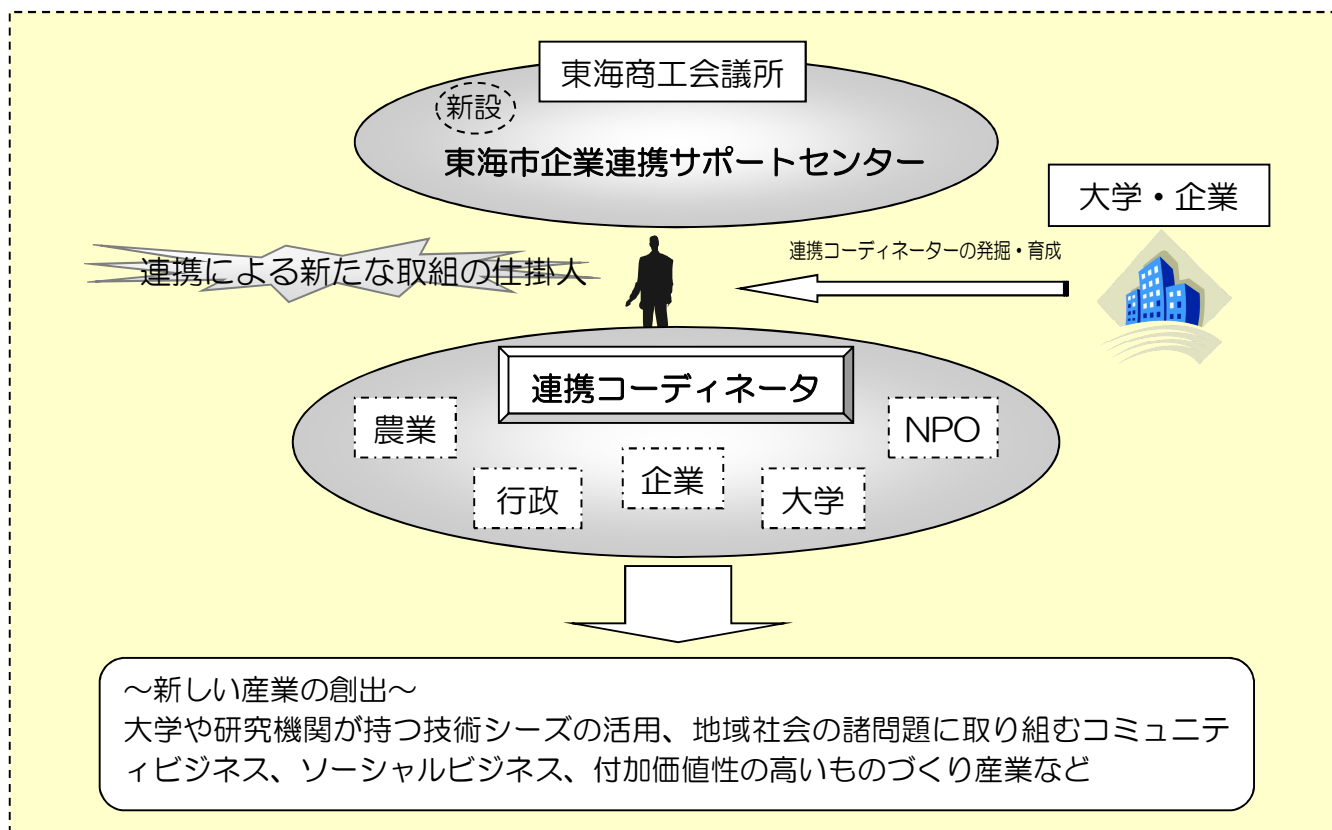 東海商工会議所
新設
東海市企業連携サポートセンター
大学・企業
連携コーディネーターの発掘・育成
連携による新たな取組の仕掛人
連携コーディネータ
農業
NPO
行政
企業
大学
～新しい産業の創出～
大学や研究機関が持つ技術シーズの活用、地域社会の諸問題に取り組むコミュニテ
ィビジネス、ソーシャルビジネス、付加価値性の高いものづくり産業など